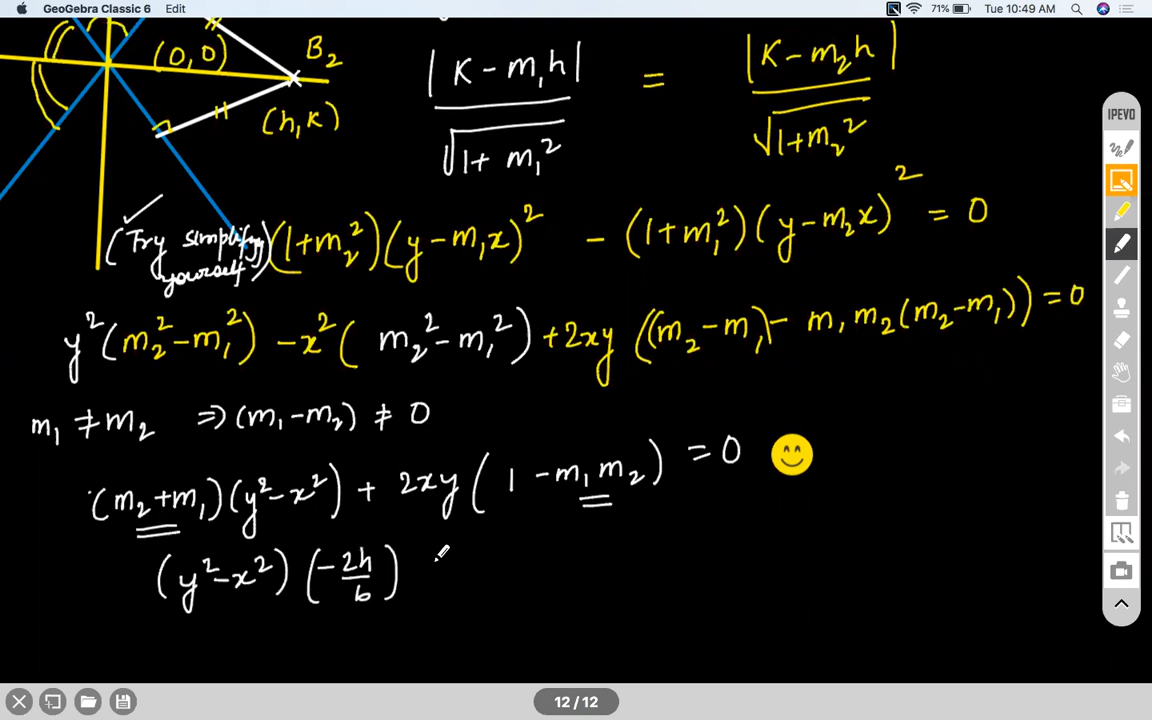 GeoGebra Classic 6 Edit 71% Tue 10:49 AM
IPEVO
(0, 0) B₂
(h, K)
|K - m₁h| / √(1 + m₁²) = |K - m₂h| / √(1+m₂²)
(Try simplify yourself) (1+m₂²)(y-m₁x)² - (1+m₁²)(y-m₂x)² = 0
y²(m₂²-m₁²) -x²(m₂²-m₁²) +2xy((m₂-m₁)- m₁m₂(m₂-m₁)) =0
m₁ ≠ m₂ ⇒ (m₁-m₂) ≠ 0
(m₂+m₁)(y²-x²) + 2xy(1 -m₁m₂) = 0
(y²-x²)(-2h/b)
12 / 12